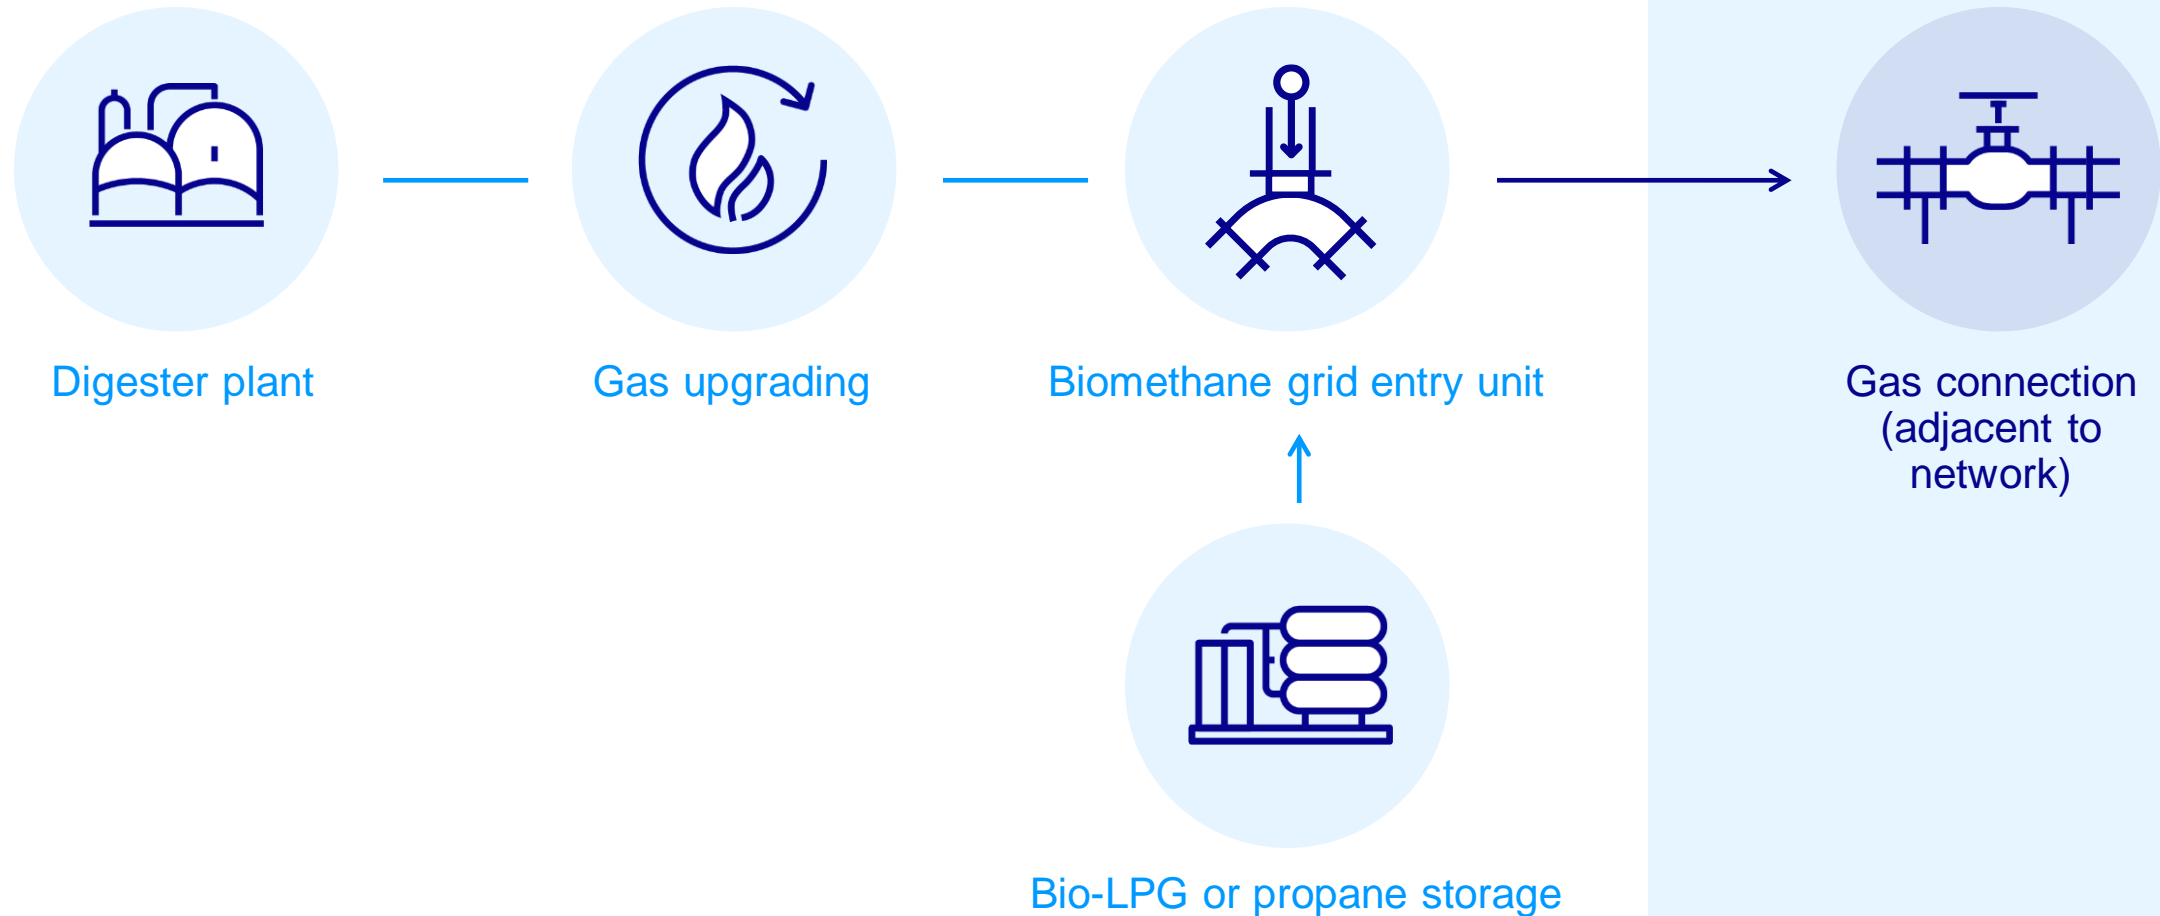 Digester plant
Gas upgrading
Biomethane grid entry unit
Gas connection
(adjacent to
network)
Bio-LPG or propane storage